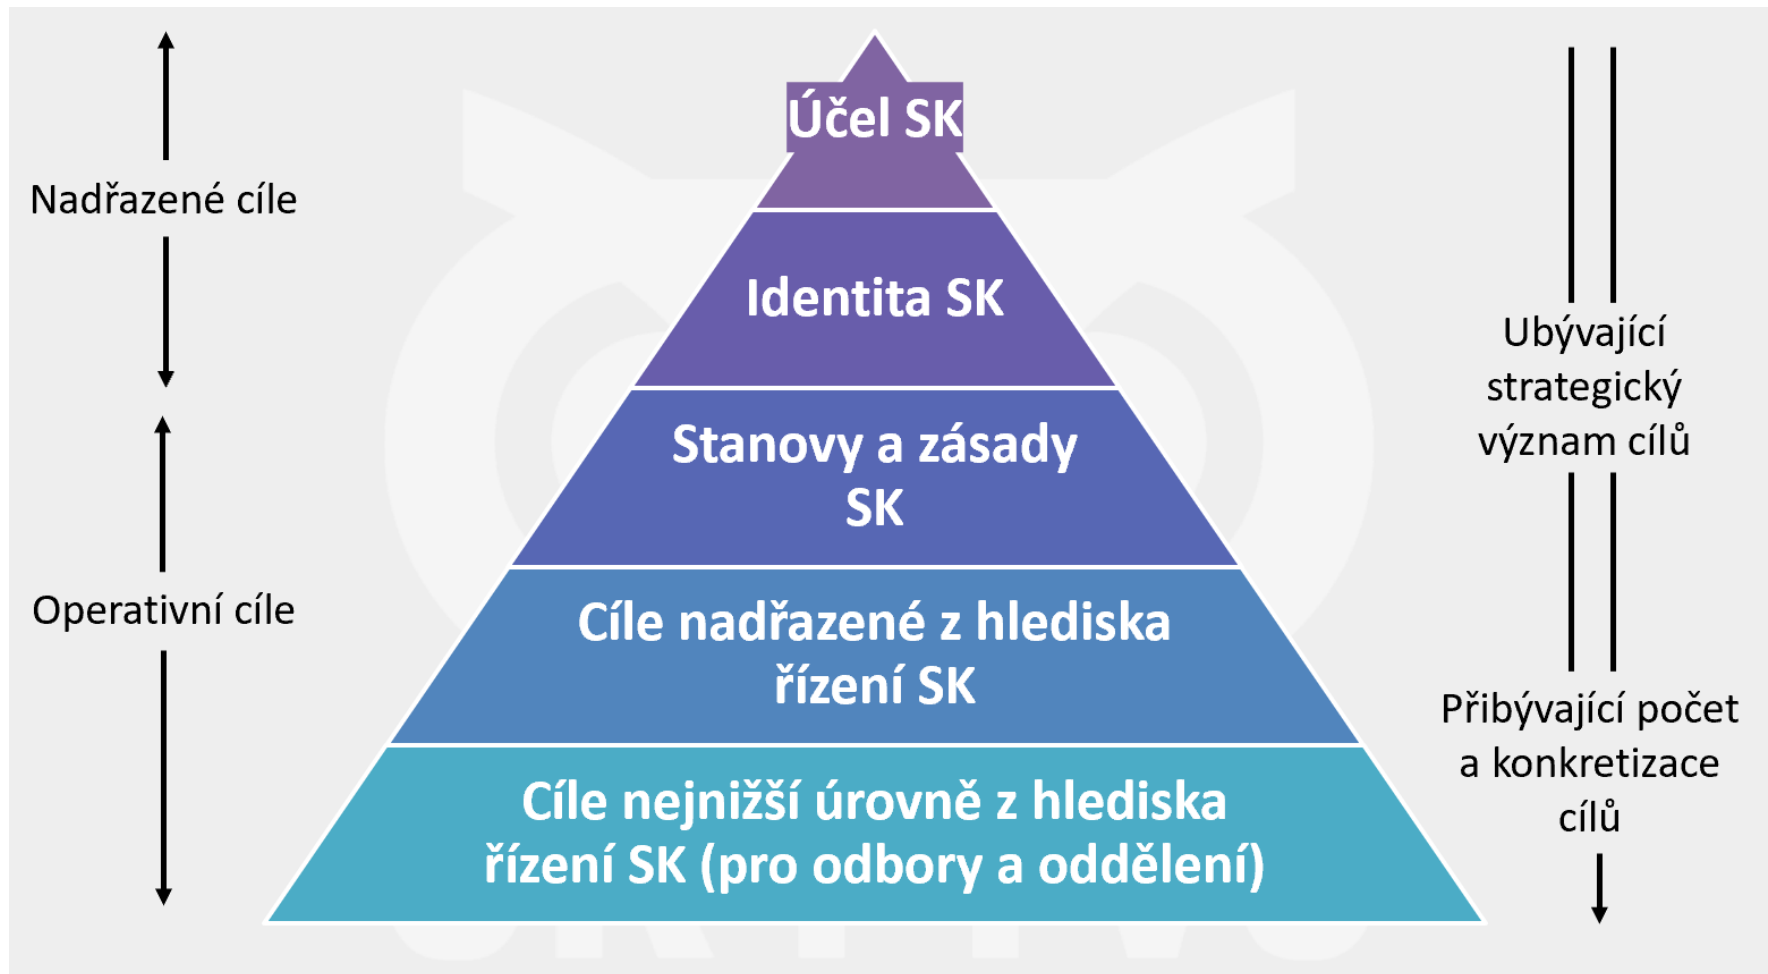 Účel SK
Nadřazené cíle
Identita SK
Ubývající
strategický
význam cílů
Stanovy a zásady
SK
Operativní cíle
Cíle nadřazené z hlediska
řízení SK
Přibývající počet
a konkretizace
cílů
Cíle nejnižší úrovně z hlediska
řízení SK (pro odbory a oddělení)